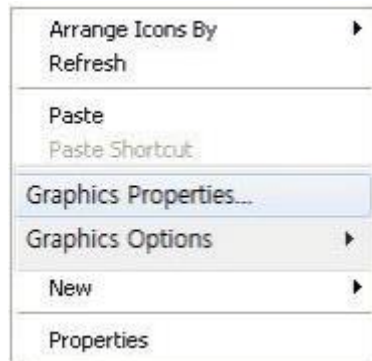 Arrange Icons By
Refresh
Paste
Paste Shortcut
Graphics Properties...
Graphics Options
New
Properties